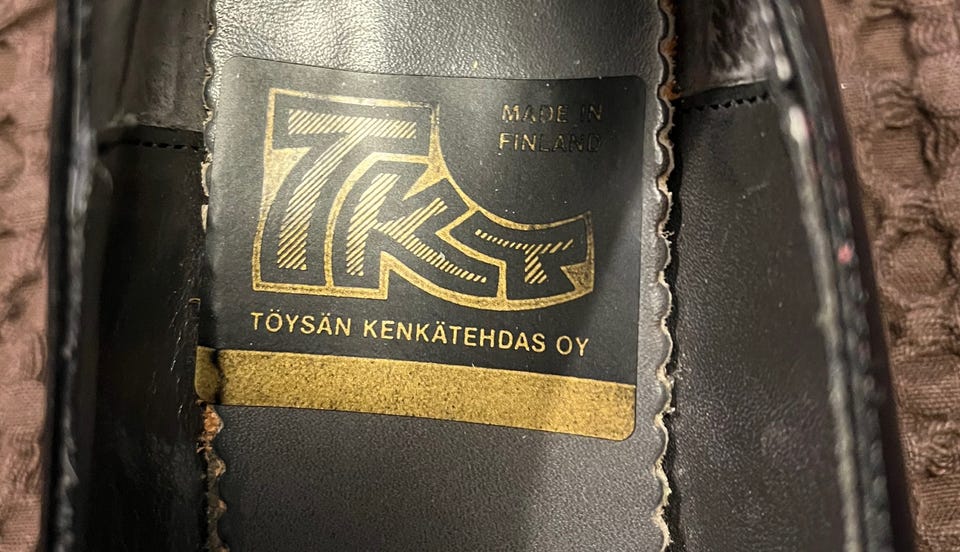 MADE IN
FINLAND
TKT
TÖYSÄN KENKÄTEHDAS OY